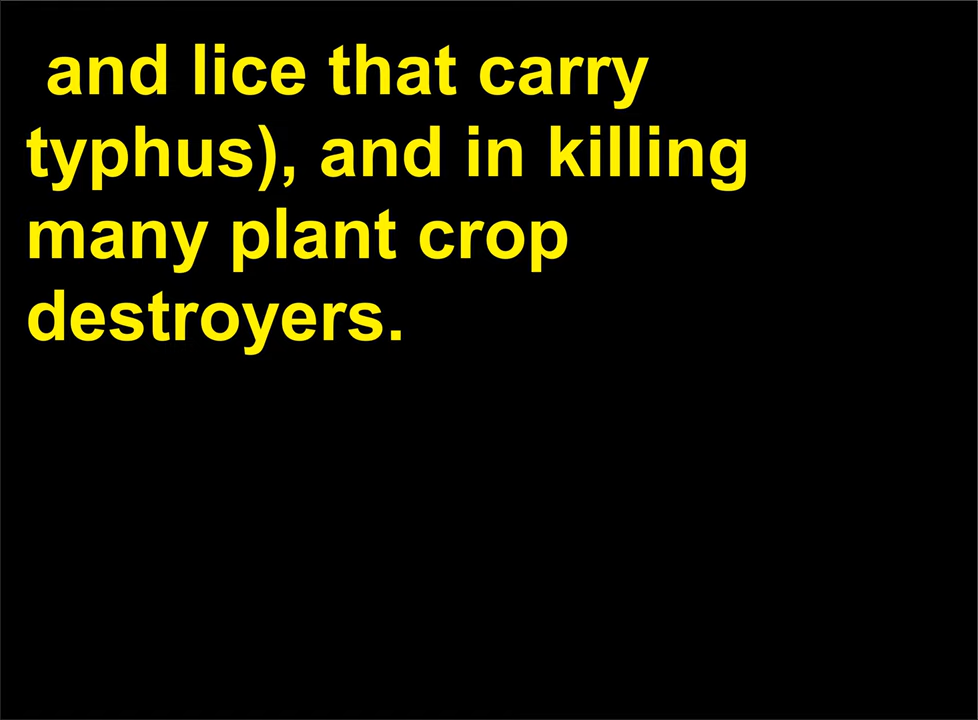 and lice that carry
typhus), and in killing
many plant crop
destroyers.